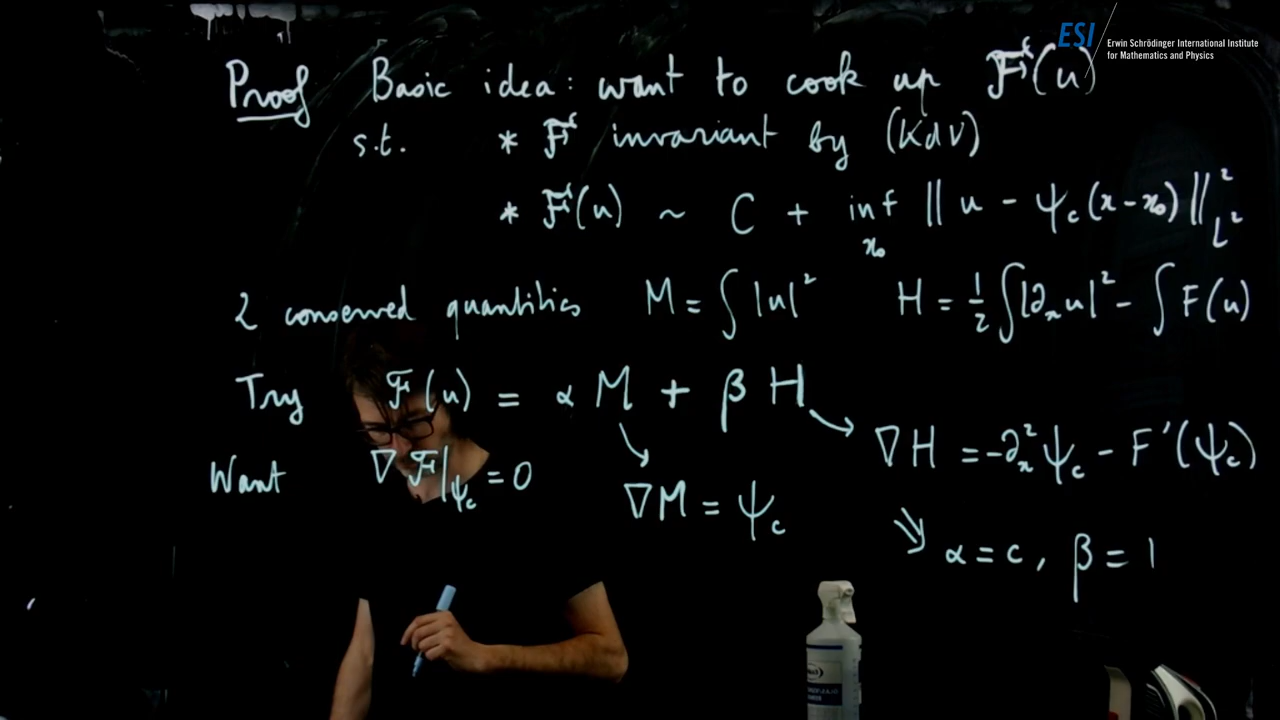 ESI Erwin Schrödinger International Institute
for Mathematics and Physics
Proof Basic idea: want to cook up ℱ(u)
s.t. * ℱ invariant by (KdV)
* ℱ(u) ~ C + inf_{x₀} ‖u - ψ_c(x-x₀)‖²_{L²}
2 conserved quantities M = ∫|u|² H = 1/2 ∫|∂ₓu|² - ∫F(u)
Try ℱ(u) = α M + β H
↘ ∇H = -∂ₓ²ψ_c - F'(ψ_c)
Want ∇ℱ|_{ψ_c} = 0 ↘ ∇M = ψ_c
⇘ α = c, β = 1